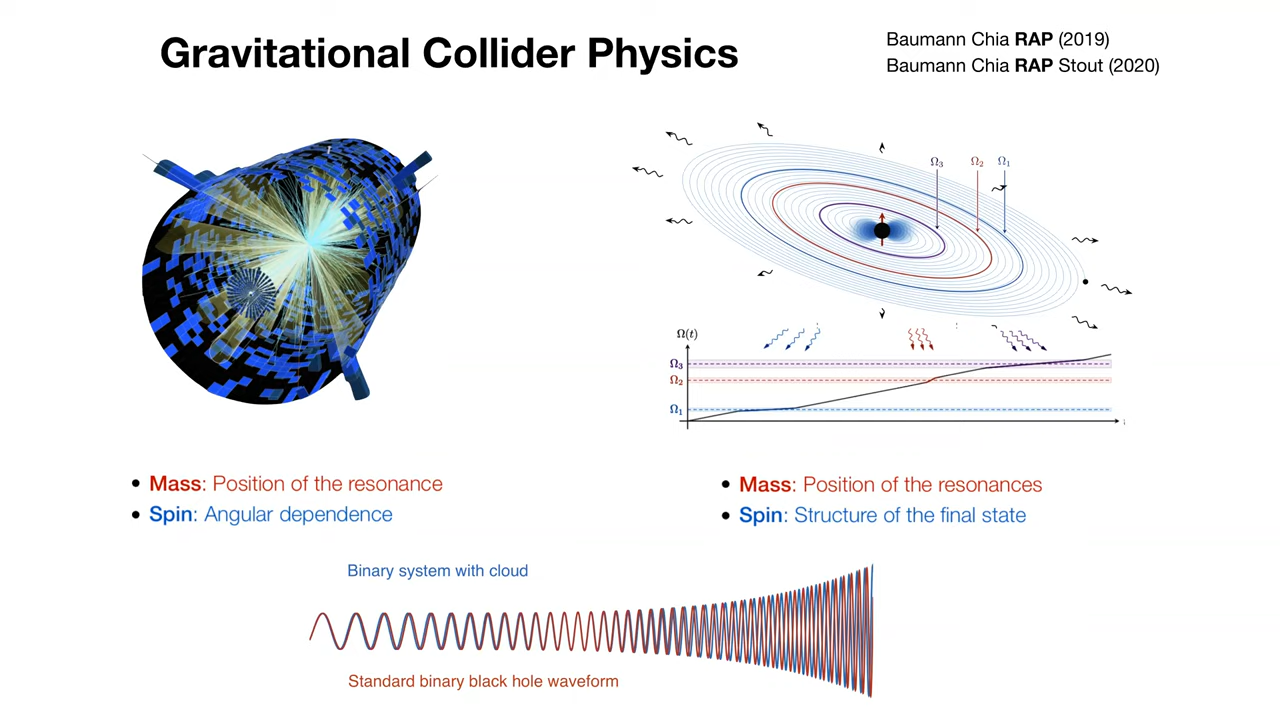 Gravitational Collider Physics
Baumann Chia RAP (2019)
Baumann Chia RAP Stout (2020)
Ω₃ Ω₂ Ω₁
Ω(t)
Ω₃
Ω₂
Ω₁
• Mass: Position of the resonance
• Spin: Angular dependence
• Mass: Position of the resonances
• Spin: Structure of the final state
Binary system with cloud
Standard binary black hole waveform